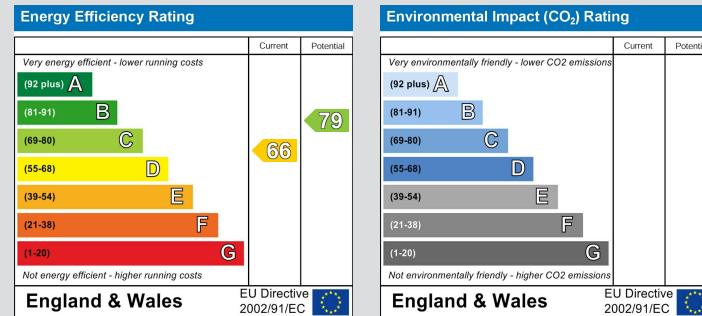 Energy Efficiency Rating
Current Potential
Very energy efficient - lower running costs
(92 plus) A
(81-91) B
79
(69-80) C
66
(55-68) D
(39-54) E
(21-38) F
(1-20) G
Not energy efficient - higher running costs
England & Wales
EU Directive
2002/91/EC
Environmental Impact (CO₂) Rating
Current Potenti
Very environmentally friendly - lower CO2 emissions
(92 plus) A
(81-91) B
(69-80) C
(55-68) D
(39-54) E
(21-38) F
(1-20) G
Not environmentally friendly - higher CO2 emissions
England & Wales
EU Directive
2002/91/EC